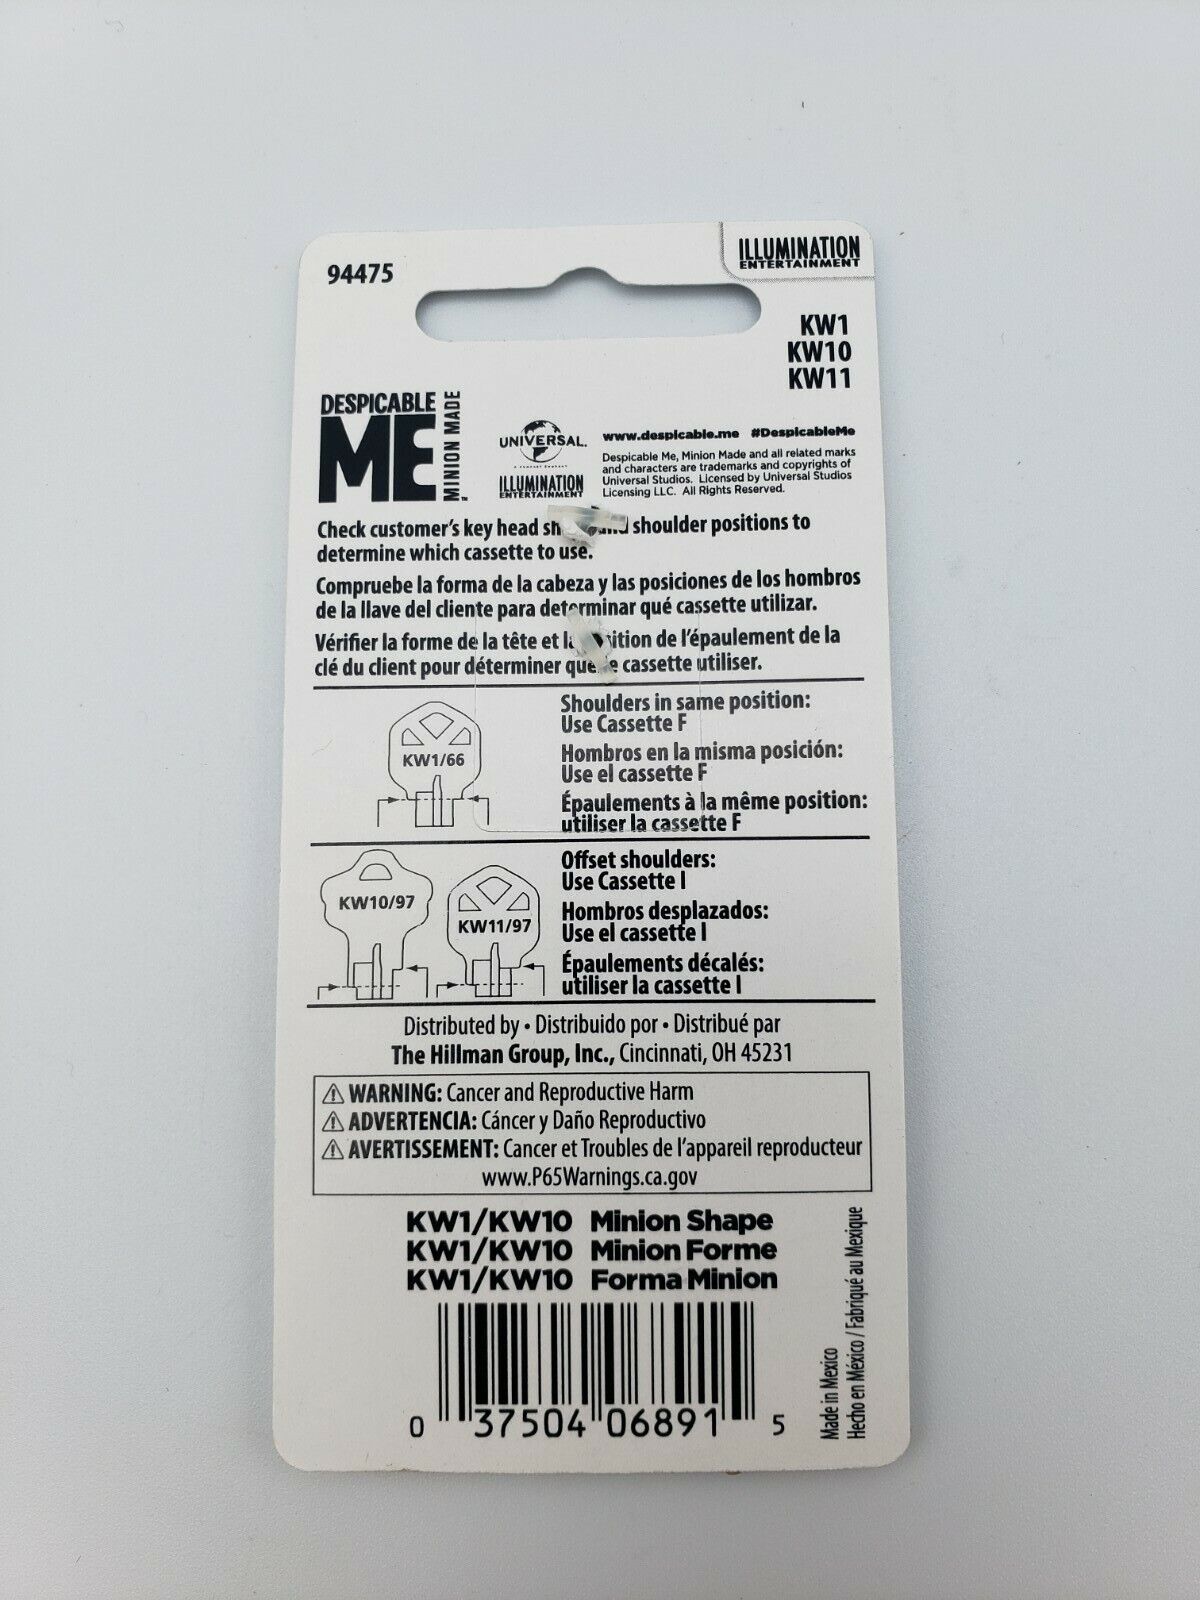 94475
ILLUMINATION
ENTERTAINMENT
KW1
KW10
KW11
DESPICABLE
ME
MINION MADE
™
UNIVERSAL
A COMCAST COMPANY
ILLUMINATION
ENTERTAINMENT
www.despicable.me #DespicableMe
Despicable Me, Minion Made and all related marks
and characters are trademarks and copyrights of
Universal Studios. Licensed by Universal Studios
Licensing LLC. All Rights Reserved.
Check customer's key head shoulder positions to
determine which cassette to use.
Compruebe la forma de la cabeza y las posiciones de los hombros
de la llave del cliente para determinar qué cassette utilizar.
Vérifier la forme de la tête et de l'épaulement de la
clé du client pour déterminer cassette utiliser.
KW1/66
Shoulders in same position:
Use Cassette F
Hombros en la misma posición:
Use el cassette F
Épaulements à la même position:
utiliser la cassette F
KW10/97
KW11/97
Offset shoulders:
Use Cassette I
Hombros desplazados:
Use el cassette I
Épaulements décalés:
utiliser la cassette I
Distributed by • Distribuido por • Distribué par
The Hillman Group, Inc., Cincinnati, OH 45231
⚠ WARNING: Cancer and Reproductive Harm
⚠ ADVERTENCIA: Cáncer y Daño Reproductivo
⚠ AVERTISSEMENT: Cancer et Troubles de l'appareil reproducteur
www.P65Warnings.ca.gov
KW1/KW10 Minion Shape
KW1/KW10 Minion Forme
KW1/KW10 Forma Minion
0 37504 06891 5
Made in Mexico
Hecho en México / Fabriqué au Mexique